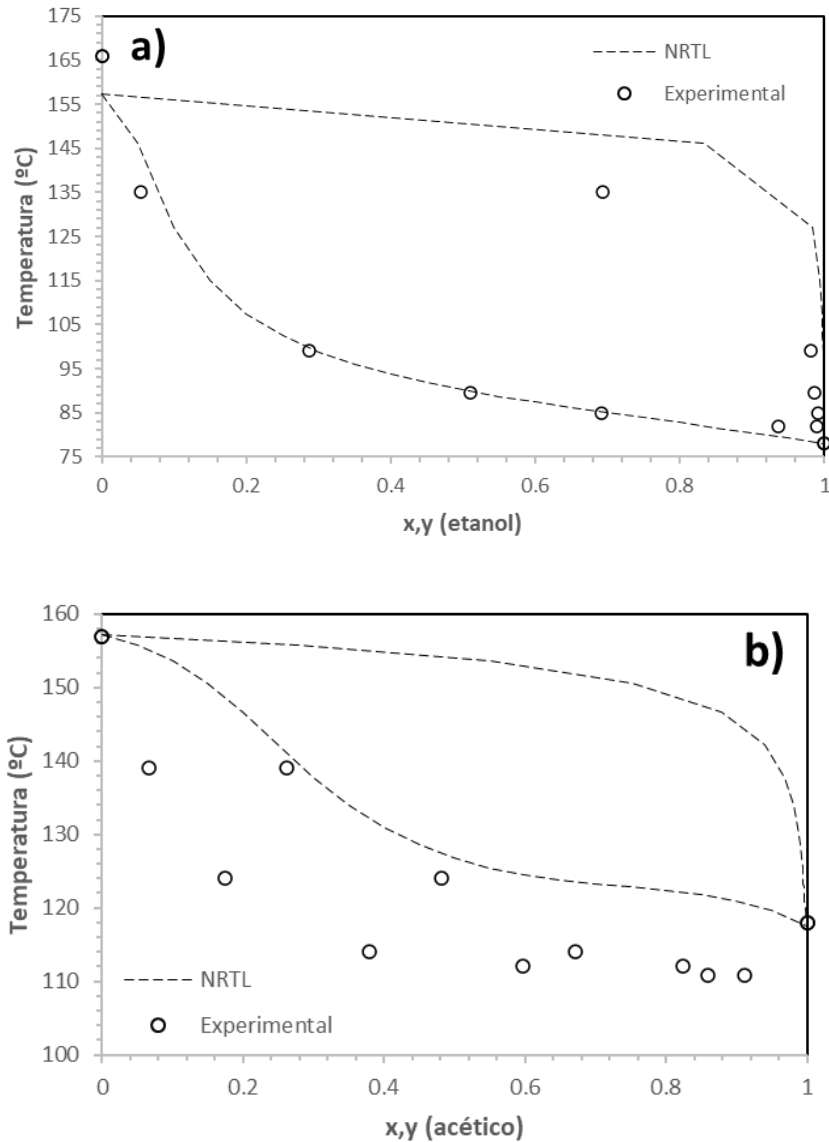 a)
NRTL
Experimental
Temperatura (ºC)
175
165
155
145
135
125
115
105
95
85
75
0 0.2 0.4 0.6 0.8 1
x,y (etanol)
b)
NRTL
Experimental
Temperatura (ºC)
160
150
140
130
120
110
100
0 0.2 0.4 0.6 0.8 1
x,y (acético)